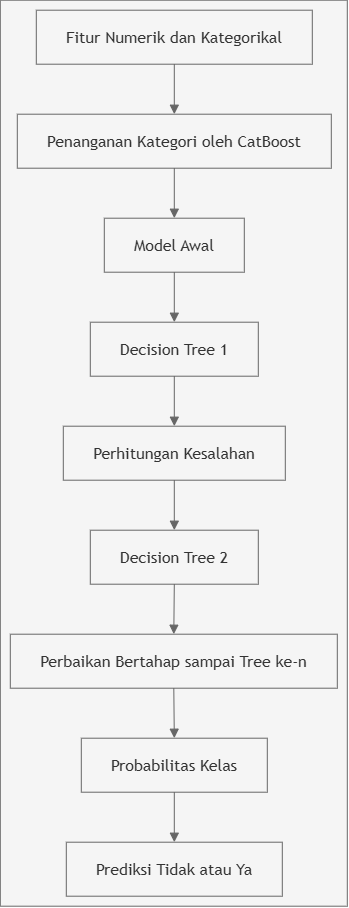 Fitur Numerik dan Kategorikal
Penanganan Kategori oleh CatBoost
Model Awal
Decision Tree 1
Perhitungan Kesalahan
Decision Tree 2
Perbaikan Bertahap sampai Tree ke-n
Probabilitas Kelas
Prediksi Tidak atau Ya